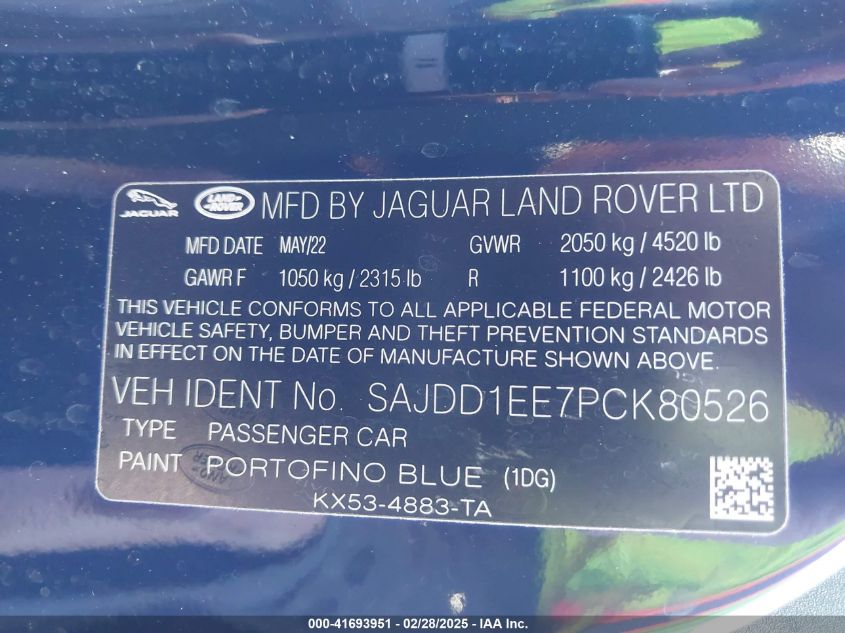 JAGUAR LAND ROVER MFD BY JAGUAR LAND ROVER LTD
MFD DATE MAY/22 GVWR 2050 kg / 4520 lb
GAWR F 1050 kg / 2315 lb R 1100 kg / 2426 lb
THIS VEHICLE CONFORMS TO ALL APPLICABLE FEDERAL MOTOR
VEHICLE SAFETY, BUMPER AND THEFT PREVENTION STANDARDS
IN EFFECT ON THE DATE OF MANUFACTURE SHOWN ABOVE.
VEH IDENT No. SAJDD1EE7PCK80526
TYPE PASSENGER CAR
PAINT PORTOFINO BLUE (1DG)
KX53-4883-TA
000-41693951 - 02/28/2025 - IAA Inc.